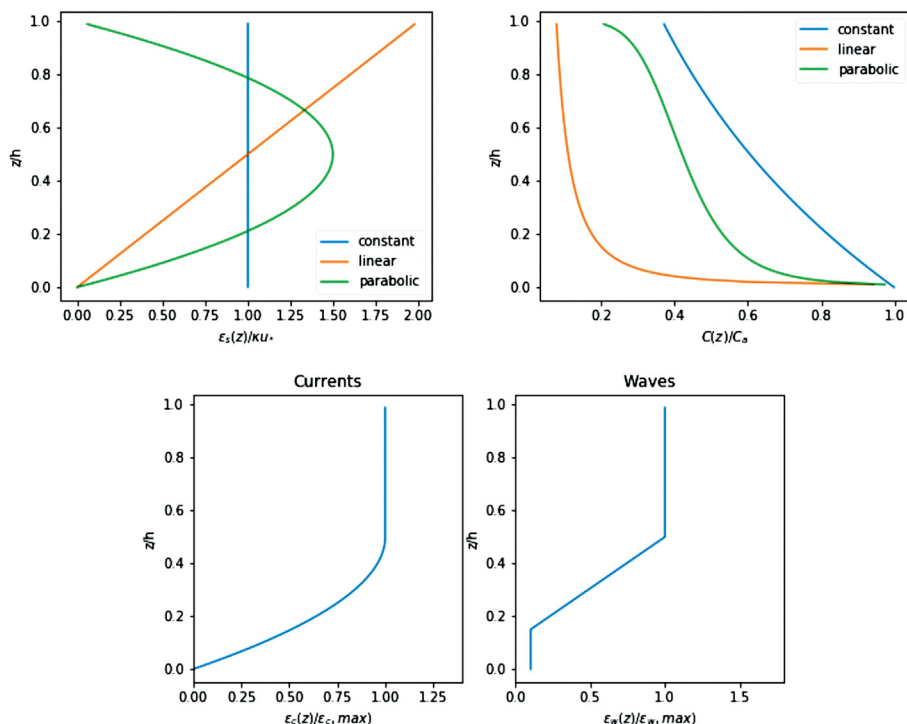 1.0
0.8
0.6
0.4
0.2
0.0
z/h
constant
linear
parabolic
0.00 0.25 0.50 0.75 1.00 1.25 1.50 1.75 2.00
εs(z)/κu*
1.0
0.8
0.6
0.4
0.2
0.0
z/h
constant
linear
parabolic
0.2 0.4 0.6 0.8 1.0
C(z)/Ca
Currents
1.0
0.8
0.6
0.4
0.2
0.0
z/h
0.00 0.25 0.50 0.75 1.00 1.25
εc(z)/εc, max)
Waves
1.0
0.8
0.6
0.4
0.2
0.0
z/h
0.0 0.5 1.0 1.5
εw(z)/εw, max)